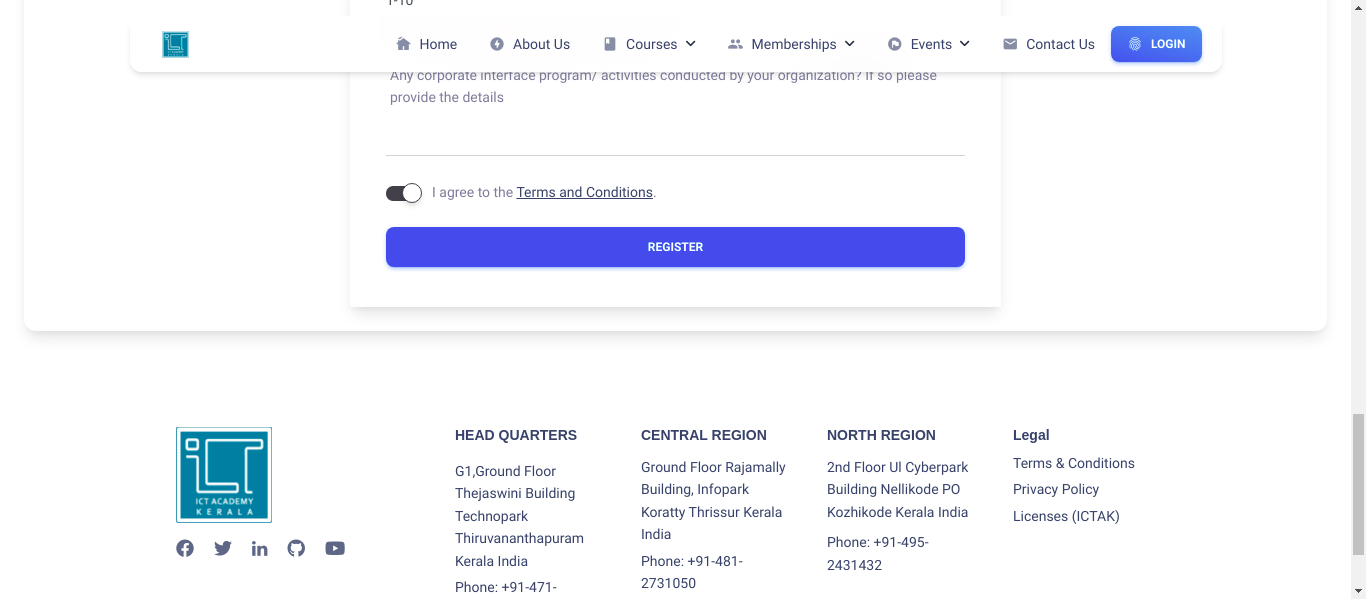 1-10
Home
About Us
Courses
Memberships
Events
Contact Us
LOGIN
Any corporate interface program/ activities conducted by your organization? If so please
provide the details
I agree to the Terms and Conditions.
REGISTER
ICT ACADEMY
KERALA
HEAD QUARTERS
G1,Ground Floor
Thejaswini Building
Technopark
Thiruvananthapuram
Kerala India
Phone: +91-471-
CENTRAL REGION
Ground Floor Rajamally
Building, Infopark
Koratty Thrissur Kerala
India
Phone: +91-481-
2731050
NORTH REGION
2nd Floor Ul Cyberpark
Building Nellikode PO
Kozhikode Kerala India
Phone: +91-495-
2431432
Legal
Terms & Conditions
Privacy Policy
Licenses (ICTAK)